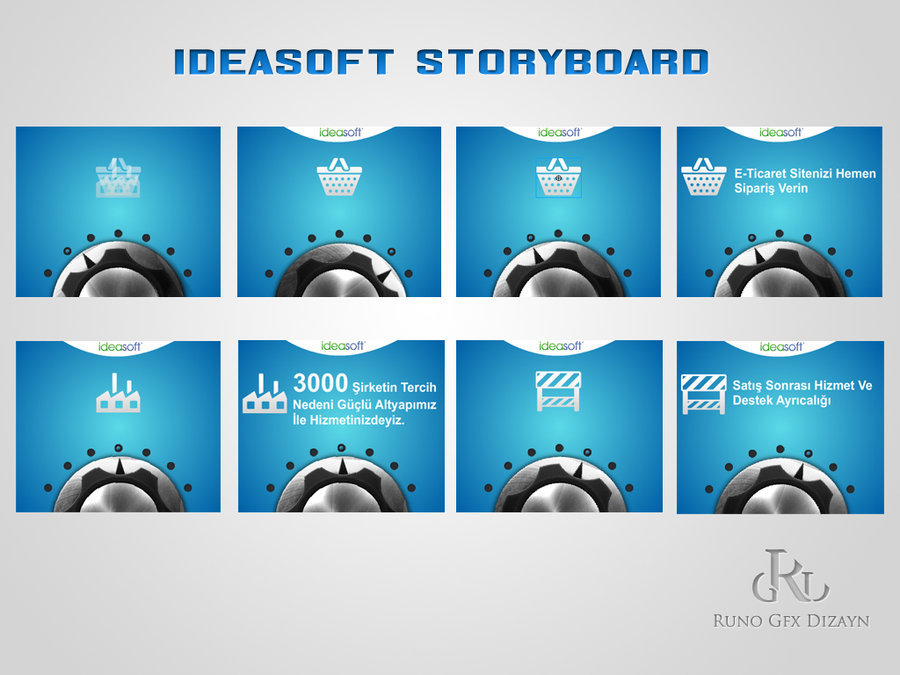 IDEASOFT STORYBOARD
ideasoft
ideasoft
ideasoft
E-Ticaret Sitenizi Hemen
Sipariş Verin
ideasoft
ideasoft
3000 Şirketin Tercih
Nedeni Güçlü Altyapımız
İle Hizmetinizdeyiz.
ideasoft
ideasoft
Satış Sonrası Hizmet Ve
Destek Ayrıcalığı
RUNO GFX DIZAYN